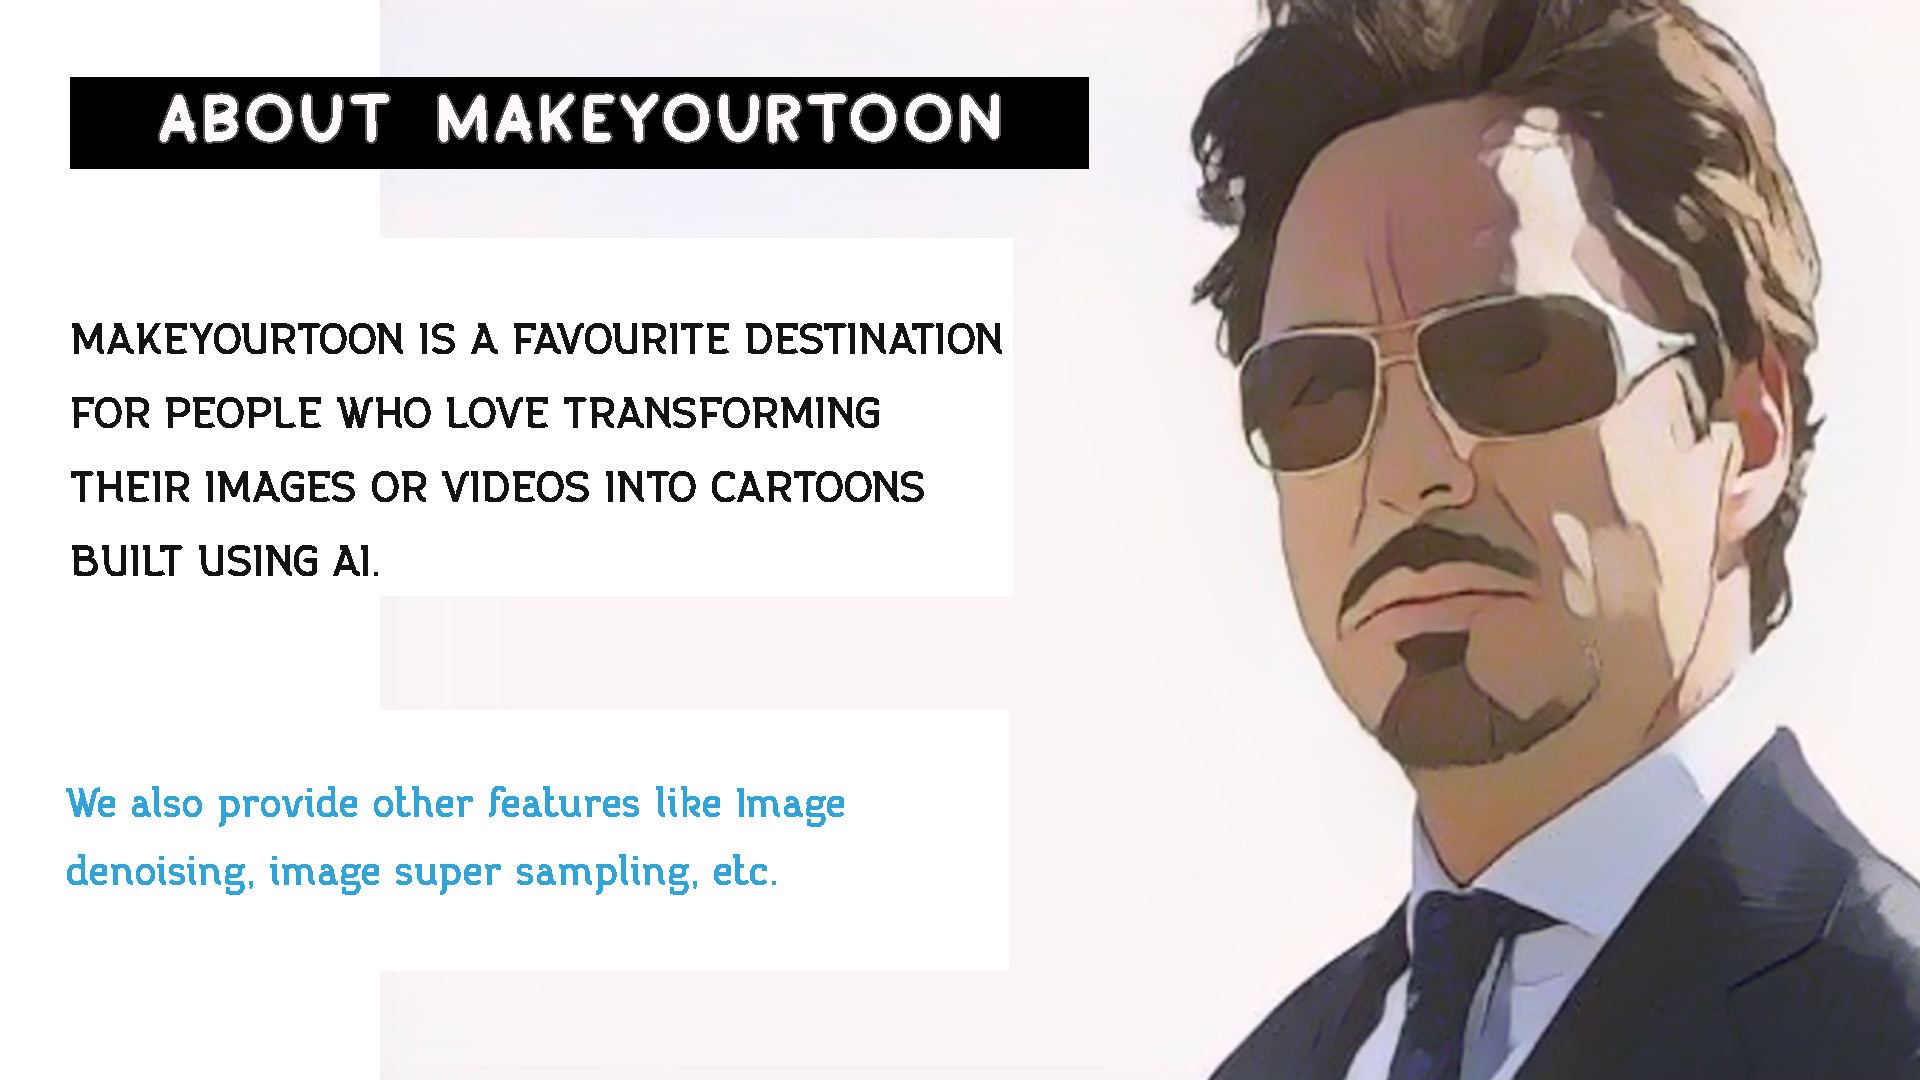 ABOUT MAKEYOURTOON
MAKEYOURTOON IS A FAVOURITE DESTINATION
FOR PEOPLE WHO LOVE TRANSFORMING
THEIR IMAGES OR VIDEOS INTO CARTOONS
BUILT USING AI.
We also provide other features like Image
denoising, image super sampling, etc.